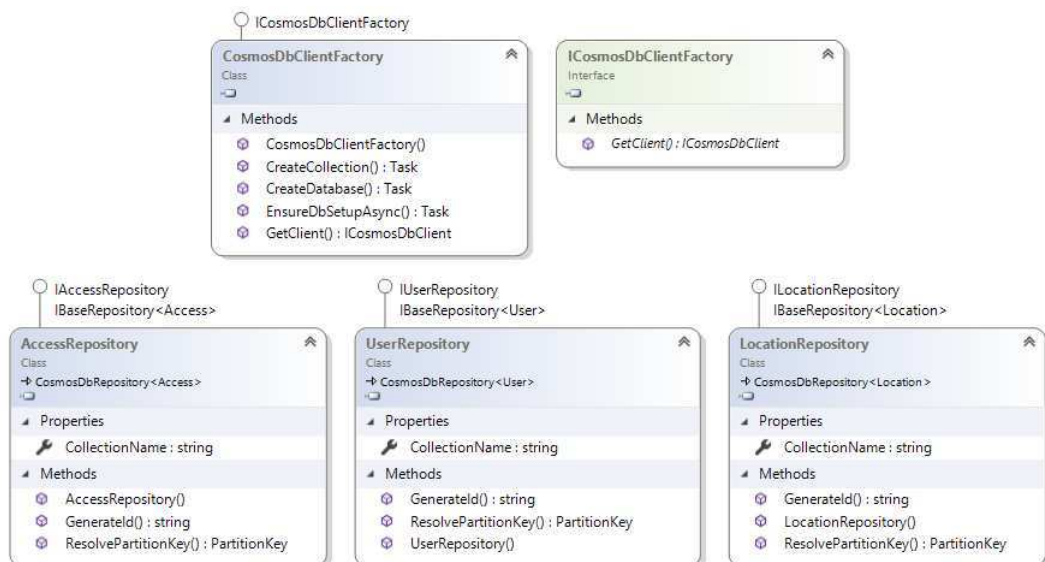 ICosmosDbClientFactory
CosmosDbClientFactory
Class
Methods
CosmosDbClientFactory()
CreateCollection() : Task
CreateDatabase() : Task
EnsureDbSetupAsync() : Task
GetClient() : ICosmosDbClient
ICosmosDbClientFactory
Interface
Methods
GetClient() : ICosmosDbClient
IAccessRepository
IBaseRepository<Access>
AccessRepository
Class
CosmosDbRepository<Access>
Properties
CollectionName : string
Methods
AccessRepository()
GenerateId() : string
ResolvePartitionKey() : PartitionKey
IUserRepository
IBaseRepository<User>
UserRepository
Class
CosmosDbRepository<User>
Properties
CollectionName : string
Methods
GenerateId() : string
ResolvePartitionKey() : PartitionKey
UserRepository()
ILocationRepository
IBaseRepository<Location>
LocationRepository
Class
CosmosDbRepository<Location>
Properties
CollectionName : string
Methods
GenerateId() : string
LocationRepository()
ResolvePartitionKey() : PartitionKey